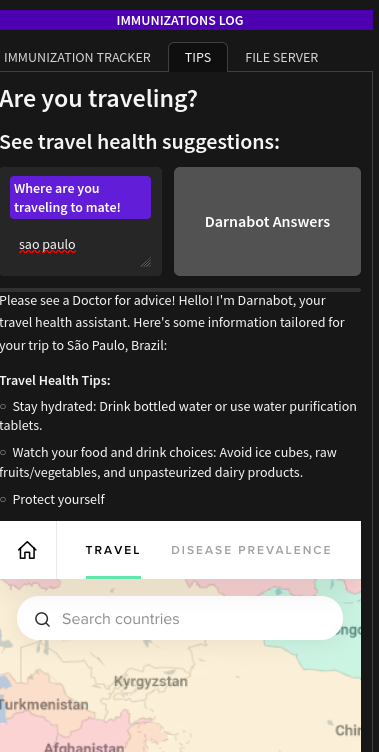 IMMUNIZATIONS LOG
IMMUNIZATION TRACKER TIPS FILE SERVER
Are you traveling?
See travel health suggestions:
Where are you
traveling to mate!
sao paulo
Darnabot Answers
Please see a Doctor for advice! Hello! I'm Darnabot, your
travel health assistant. Here's some information tailored for
your trip to São Paulo, Brazil:
Travel Health Tips:
○ Stay hydrated: Drink bottled water or use water purification
tablets.
○ Watch your food and drink choices: Avoid ice cubes, raw
fruits/vegetables, and unpasteurized dairy products.
○ Protect yourself
TRAVEL DISEASE PREVALENCE
Search countries
ongo
Kyrgyzstan
Turkmenistan
Chin
Afghanistan